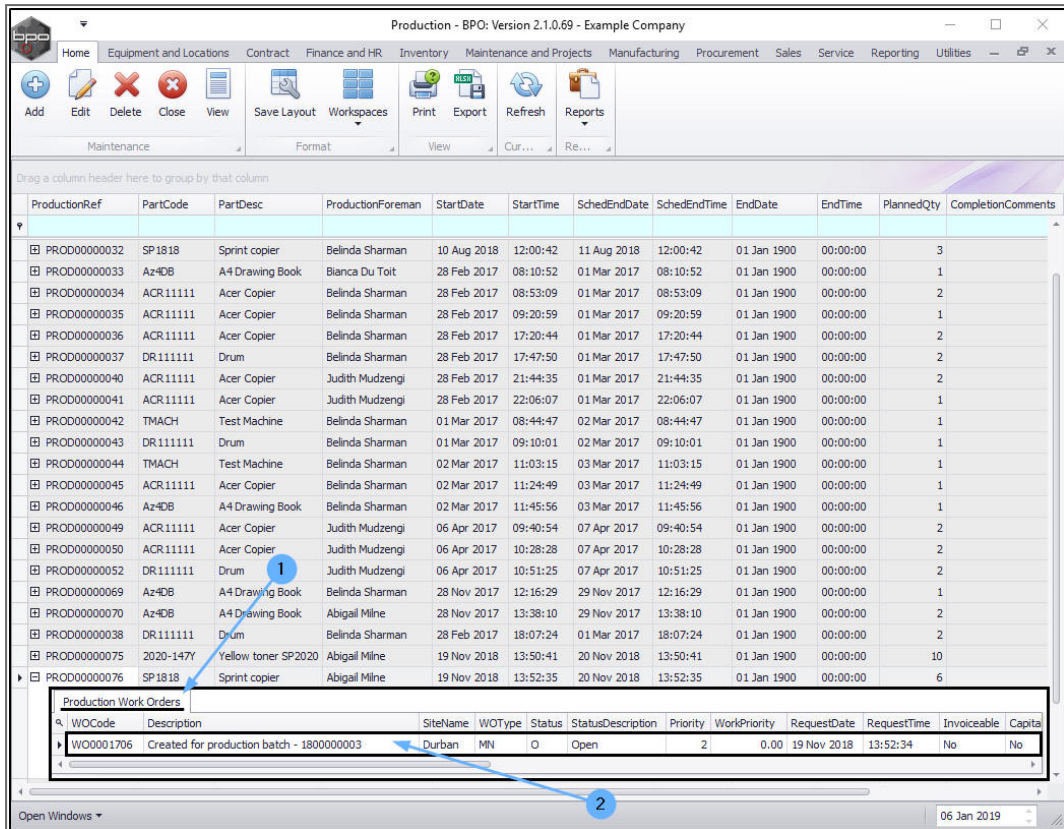 Production - BPO: Version 2.1.0.69 - Example Company
bpo
Home Equipment and Locations Contract Finance and HR Inventory Maintenance and Projects Manufacturing Procurement Sales Service Reporting Utilities
Add Edit Delete Close View Save Layout Workspaces Print Export Refresh Reports
Maintenance Format View Cur... Re...
Drag a column header here to group by that column
ProductionRef PartCode PartDesc ProductionForeman StartDate StartTime SchedEndDate SchedEndTime EndDate EndTime PlannedQty CompletionComments
PROD00000032 SP1818 Sprint copier Belinda Sharman 10 Aug 2018 12:00:42 11 Aug 2018 12:00:42 01 Jan 1900 00:00:00 3
PROD00000033 Az4DB A4 Drawing Book Bianca Du Toit 28 Feb 2017 08:10:52 01 Mar 2017 08:10:52 01 Jan 1900 00:00:00 1
PROD00000034 ACR11111 Acer Copier Belinda Sharman 28 Feb 2017 08:53:09 01 Mar 2017 08:53:09 01 Jan 1900 00:00:00 2
PROD00000035 ACR11111 Acer Copier Belinda Sharman 28 Feb 2017 09:20:59 01 Mar 2017 09:20:59 01 Jan 1900 00:00:00 1
PROD00000036 ACR11111 Acer Copier Belinda Sharman 28 Feb 2017 17:20:44 01 Mar 2017 17:20:44 01 Jan 1900 00:00:00 2
PROD00000037 DR111111 Drum Belinda Sharman 28 Feb 2017 17:47:50 01 Mar 2017 17:47:50 01 Jan 1900 00:00:00 2
PROD00000040 ACR11111 Acer Copier Judith Mudzengi 28 Feb 2017 21:44:35 01 Mar 2017 21:44:35 01 Jan 1900 00:00:00 2
PROD00000041 ACR11111 Acer Copier Judith Mudzengi 28 Feb 2017 22:06:07 01 Mar 2017 22:06:07 01 Jan 1900 00:00:00 1
PROD00000042 TMACH Test Machine Belinda Sharman 01 Mar 2017 08:44:47 02 Mar 2017 08:44:47 01 Jan 1900 00:00:00 1
PROD00000043 DR111111 Drum Belinda Sharman 01 Mar 2017 09:10:01 02 Mar 2017 09:10:01 01 Jan 1900 00:00:00 1
PROD00000044 TMACH Test Machine Belinda Sharman 02 Mar 2017 11:03:15 03 Mar 2017 11:03:15 01 Jan 1900 00:00:00 1
PROD00000045 ACR11111 Acer Copier Belinda Sharman 02 Mar 2017 11:24:49 03 Mar 2017 11:24:49 01 Jan 1900 00:00:00 1
PROD00000046 Az4DB A4 Drawing Book Belinda Sharman 02 Mar 2017 11:45:56 03 Mar 2017 11:45:56 01 Jan 1900 00:00:00 1
PROD00000049 ACR11111 Acer Copier Judith Mudzengi 06 Apr 2017 09:40:54 07 Apr 2017 09:40:54 01 Jan 1900 00:00:00 2
PROD00000050 ACR11111 Acer Copier Judith Mudzengi 06 Apr 2017 10:28:28 07 Apr 2017 10:28:28 01 Jan 1900 00:00:00 2
PROD00000052 DR111111 Drum Judith Mudzengi 06 Apr 2017 10:51:25 07 Apr 2017 10:51:25 01 Jan 1900 00:00:00 2
1
PROD00000069 Az4DB A4 Drawing Book Belinda Sharman 28 Nov 2017 12:16:29 29 Nov 2017 12:16:29 01 Jan 1900 00:00:00 1
PROD00000070 Az4DB A4 Drawing Book Abigail Milne 28 Nov 2017 13:38:10 29 Nov 2017 13:38:10 01 Jan 1900 00:00:00 2
PROD00000038 DR111111 Drum Belinda Sharman 28 Feb 2017 18:07:24 01 Mar 2017 18:07:24 01 Jan 1900 00:00:00 2
PROD00000075 2020-147Y Yellow toner SP2020 Abigail Milne 19 Nov 2018 13:50:41 20 Nov 2018 13:50:41 01 Jan 1900 00:00:00 10
PROD00000076 SP1818 Sprint copier Abigail Milne 19 Nov 2018 13:52:35 20 Nov 2018 13:52:35 01 Jan 1900 00:00:00 6
Production Work Orders
WOCode Description SiteName WOType Status StatusDescription Priority WorkPriority RequestDate RequestTime Invoiceable Capita
WO0001706 Created for production batch - 1800000003 Durban MN O Open 2 0.00 19 Nov 2018 13:52:34 No No
2
Open Windows 06 Jan 2019